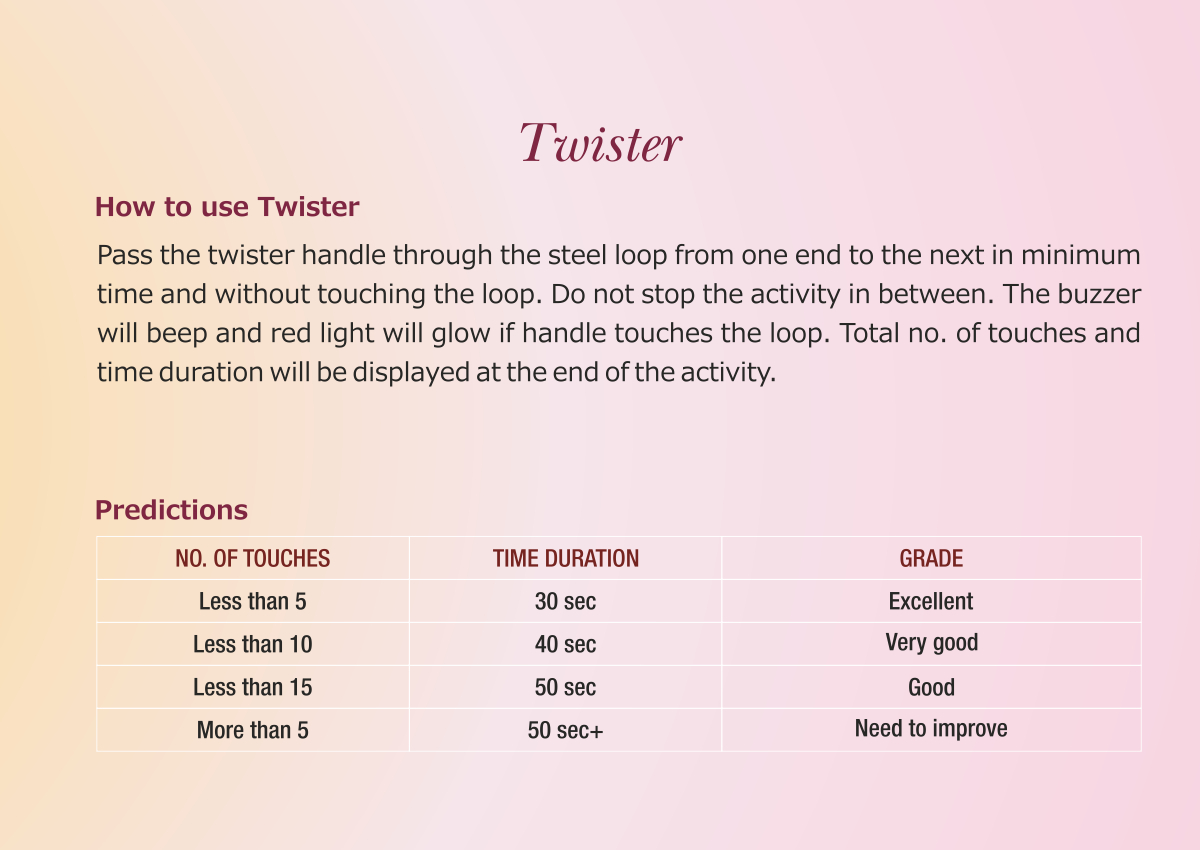 Twister
How to use Twister
Pass the twister handle through the steel loop from one end to the next in minimum
time and without touching the loop. Do not stop the activity in between. The buzzer
will beep and red light will glow if handle touches the loop. Total no. of touches and
time duration will be displayed at the end of the activity.
Predictions
NO. OF TOUCHES TIME DURATION GRADE
Less than 5 30 sec Excellent
Less than 10 40 sec Very good
Less than 15 50 sec Good
More than 5 50 sec+ Need to improve